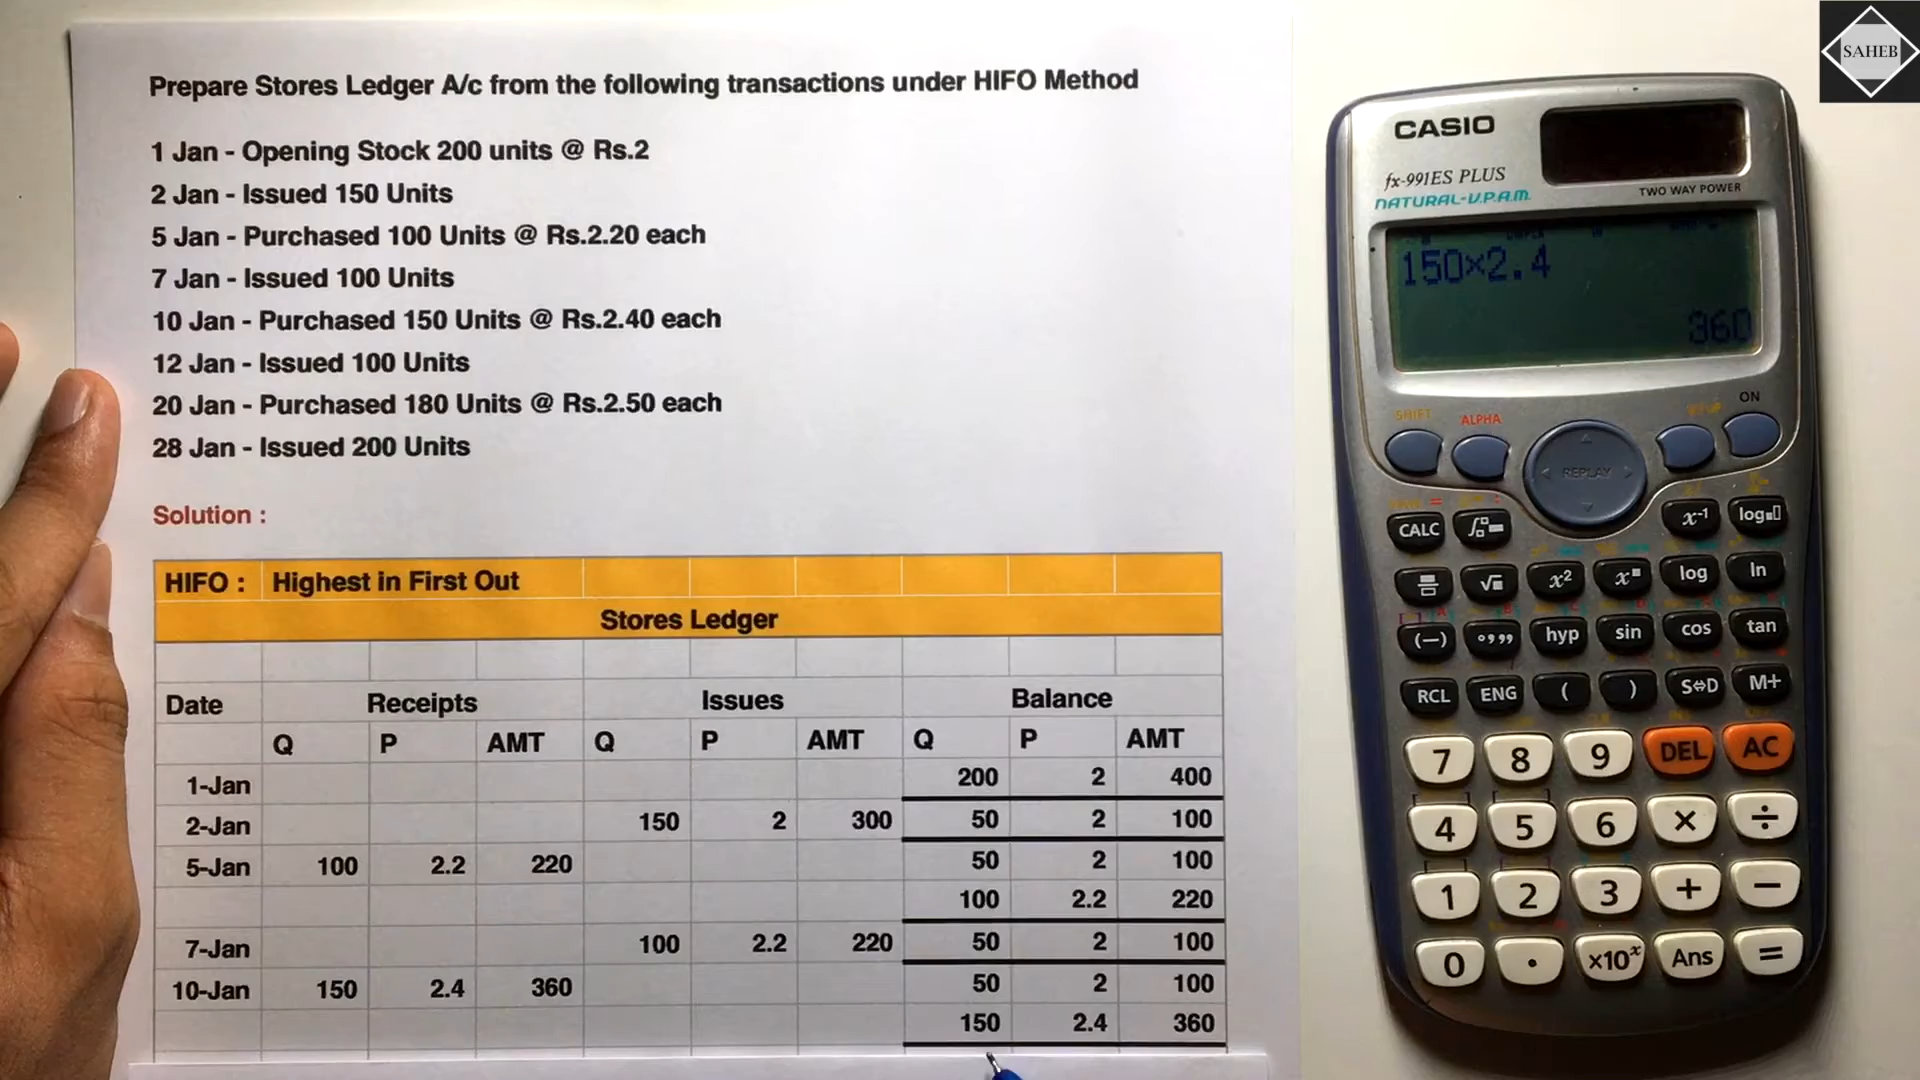 Prepare Stores Ledger A/c from the following transactions under HIFO Method
1 Jan - Opening Stock 200 units @ Rs.2
2 Jan - Issued 150 Units
5 Jan - Purchased 100 Units @ Rs.2.20 each
7 Jan - Issued 100 Units
10 Jan - Purchased 150 Units @ Rs.2.40 each
12 Jan - Issued 100 Units
20 Jan - Purchased 180 Units @ Rs.2.50 each
28 Jan - Issued 200 Units
Solution :
HIFO : Highest in First Out
Stores Ledger
Date Receipts Issues Balance
Q P AMT Q P AMT Q P AMT
1-Jan 200 2 400
2-Jan 150 2 300 50 2 100
5-Jan 100 2.2 220 50 2 100
100 2.2 220
7-Jan 100 2.2 220 50 2 100
10-Jan 150 2.4 360 50 2 100
150 2.4 360
SAHEB
CASIO
fx-991ES PLUS
NATURAL-V.P.A.M.
TWO WAY POWER
150×2.4
360
SHIFT ALPHA ON
REPLAY
CALC x⁻¹ log
√ x² x log ln
(−) hyp sin cos tan
RCL ENG ( ) S⇔D M+
7 8 9 DEL AC
4 5 6 × ÷
1 2 3 + −
0 . ×10ˣ Ans =